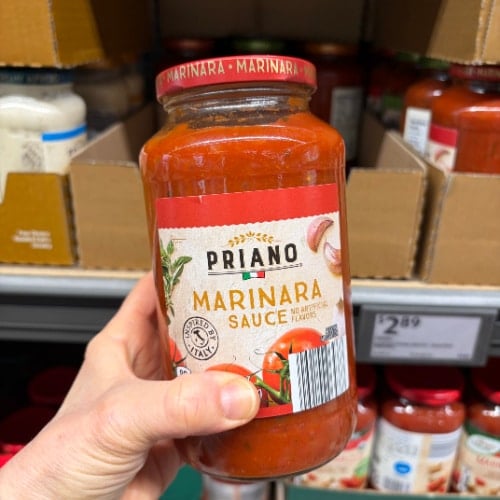 MARINARA • MARINARA •
PRIANO
MARINARA
SAUCE
NO ARTIFICIAL
FLAVORS
INSPIRED BY
ITALY
$2.89